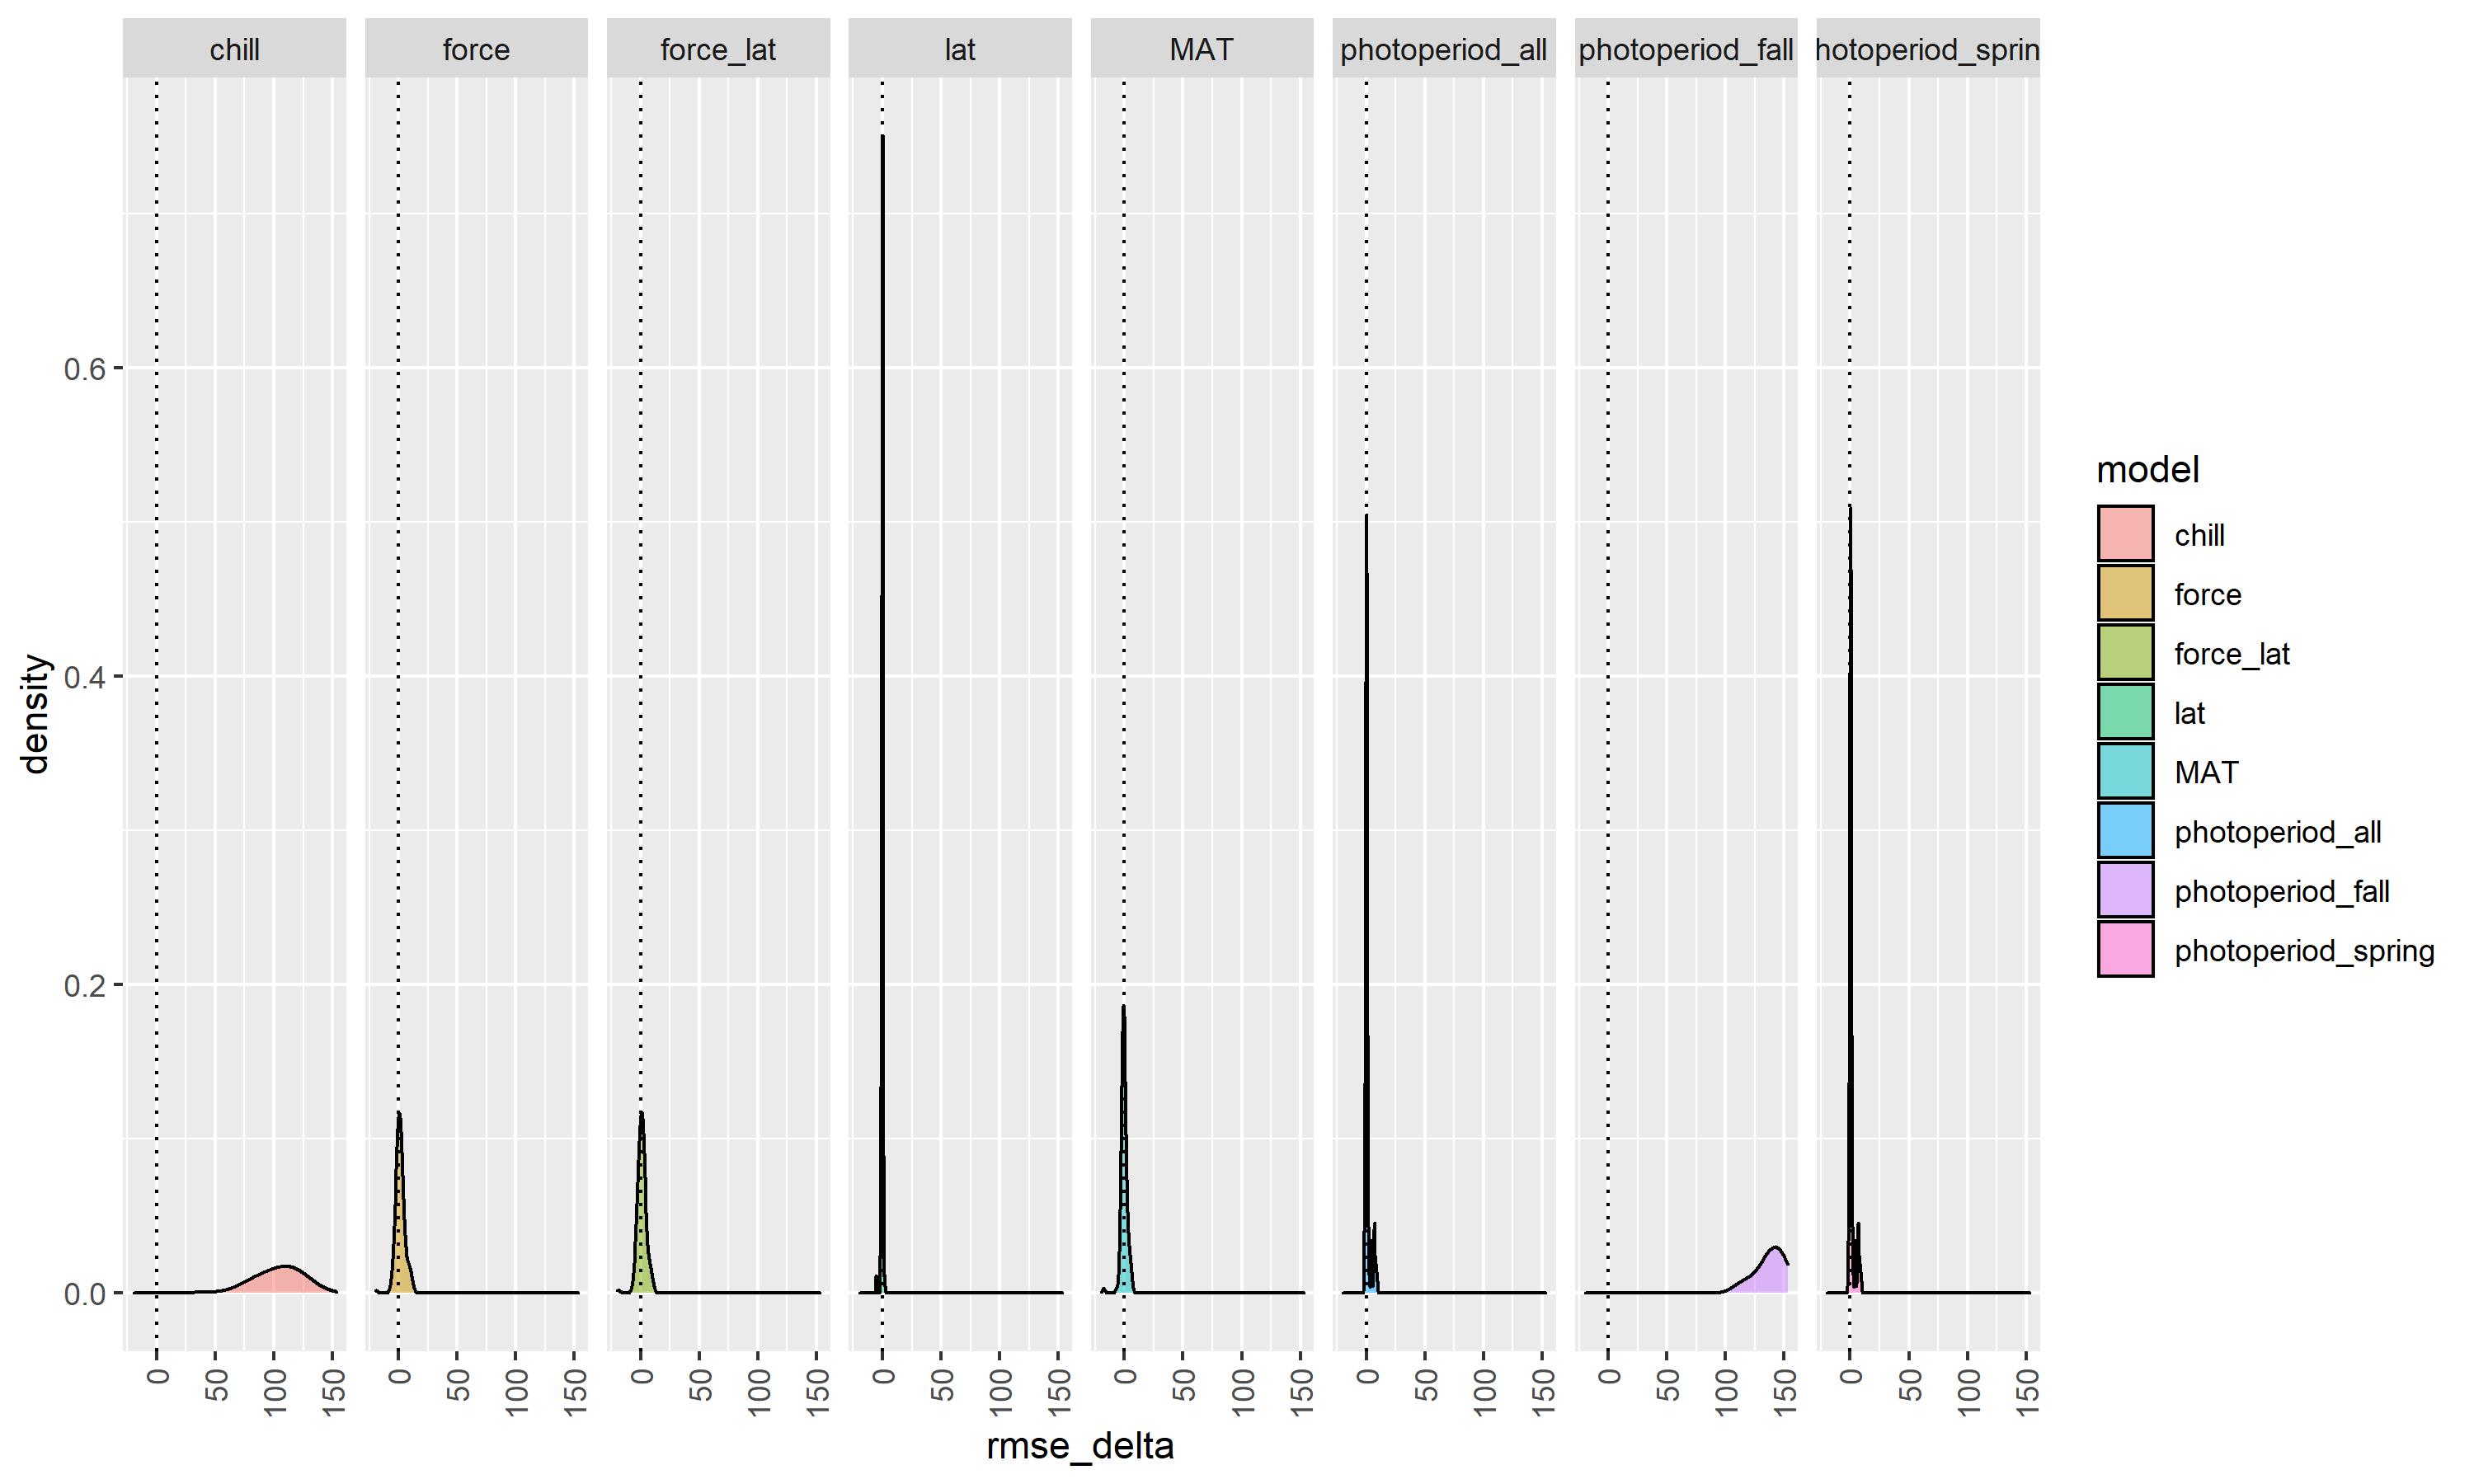 chill force force_lat lat MAT photoperiod_all photoperiod_fall hotoperiod_sprin
0.6
0.4
0.2
0.0
density
0 50 100 150 0 50 100 150 0 50 100 150 0 50 100 150 0 50 100 150 0 50 100 150 0 50 100 150 0 50 100 150
rmse_delta
model
chill
force
force_lat
lat
MAT
photoperiod_all
photoperiod_fall
photoperiod_spring